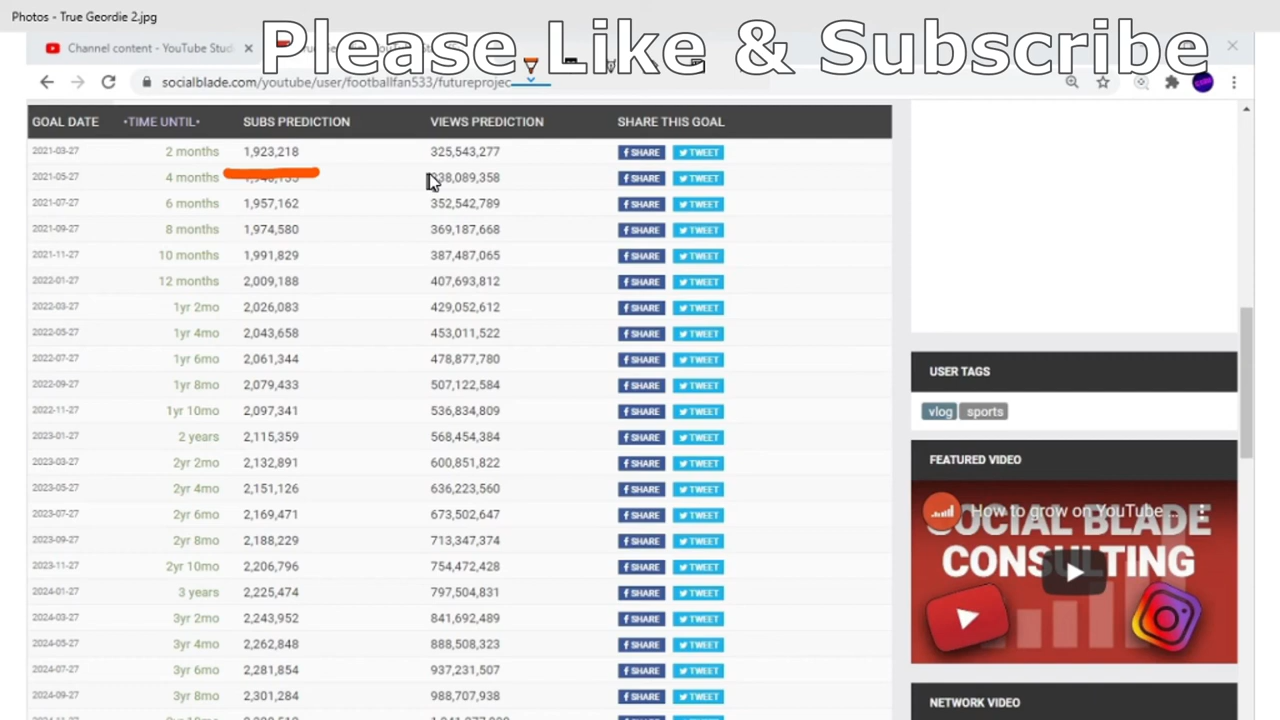 Photos - True Geordie 2.jpg
Please Like & Subscribe
Channel content - YouTube Stud
socialblade.com/youtube/user/footballfan533/futureprojec
GOAL DATE •TIME UNTIL• SUBS PREDICTION VIEWS PREDICTION SHARE THIS GOAL
2021-03-27 2 months 1,923,218 325,543,277 SHARE TWEET
2021-05-27 4 months 338,089,358 SHARE TWEET
2021-07-27 6 months 1,957,162 352,542,789 SHARE TWEET
2021-09-27 8 months 1,974,580 369,187,668 SHARE TWEET
2021-11-27 10 months 1,991,829 387,487,065 SHARE TWEET
2022-01-27 12 months 2,009,188 407,693,812 SHARE TWEET
2022-03-27 1yr 2mo 2,026,083 429,052,612 SHARE TWEET
2022-05-27 1yr 4mo 2,043,658 453,011,522 SHARE TWEET
2022-07-27 1yr 6mo 2,061,344 478,877,780 SHARE TWEET
2022-09-27 1yr 8mo 2,079,433 507,122,584 SHARE TWEET
2022-11-27 1yr 10mo 2,097,341 536,834,809 SHARE TWEET
2023-01-27 2 years 2,115,359 568,454,384 SHARE TWEET
2023-03-27 2yr 2mo 2,132,891 600,851,822 SHARE TWEET
2023-05-27 2yr 4mo 2,151,126 636,223,560 SHARE TWEET
2023-07-27 2yr 6mo 2,169,471 673,502,647 SHARE TWEET
2023-09-27 2yr 8mo 2,188,229 713,347,374 SHARE TWEET
2023-11-27 2yr 10mo 2,206,796 754,472,428 SHARE TWEET
2024-01-27 3 years 2,225,474 797,504,831 SHARE TWEET
2024-03-27 3yr 2mo 2,243,952 841,692,489 SHARE TWEET
2024-05-27 3yr 4mo 2,262,848 888,508,323 SHARE TWEET
2024-07-27 3yr 6mo 2,281,854 937,231,507 SHARE TWEET
2024-09-27 3yr 8mo 2,301,284 988,707,938 SHARE TWEET
USER TAGS
vlog sports
FEATURED VIDEO
How to grow on YouTube ...
SOCIAL BLADE
CONSULTING
NETWORK VIDEO